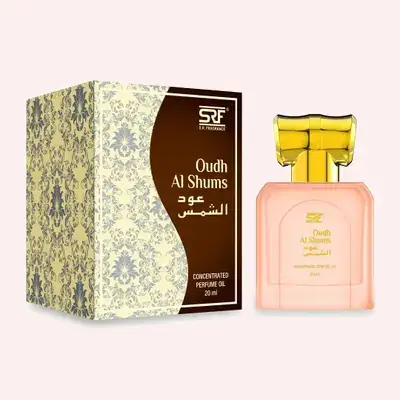 SRF
S.R. FRAGRANCE
Oudh
Al Shums
عود
الشمس
CONCENTRATED
PERFUME OIL
20 ml
SRF
Oudh
Al Shums
عود
الشمس